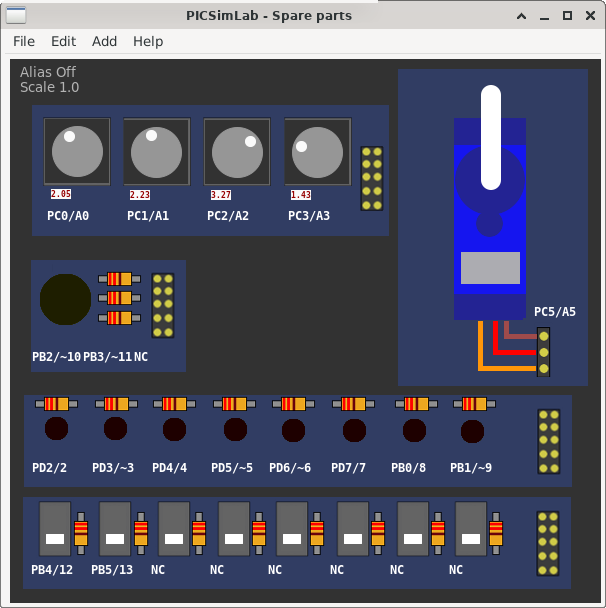 PICSimLab - Spare parts
File Edit Add Help
Alias Off
Scale 1.0
2.05 2.23 3.27 1.43
PC0/A0 PC1/A1 PC2/A2 PC3/A3
PC5/A5
PB2/~10 PB3/~11 NC
PD2/2 PD3/~3 PD4/4 PD5/~5 PD6/~6 PD7/7 PB0/8 PB1/~9
PB4/12 PB5/13 NC NC NC NC NC NC